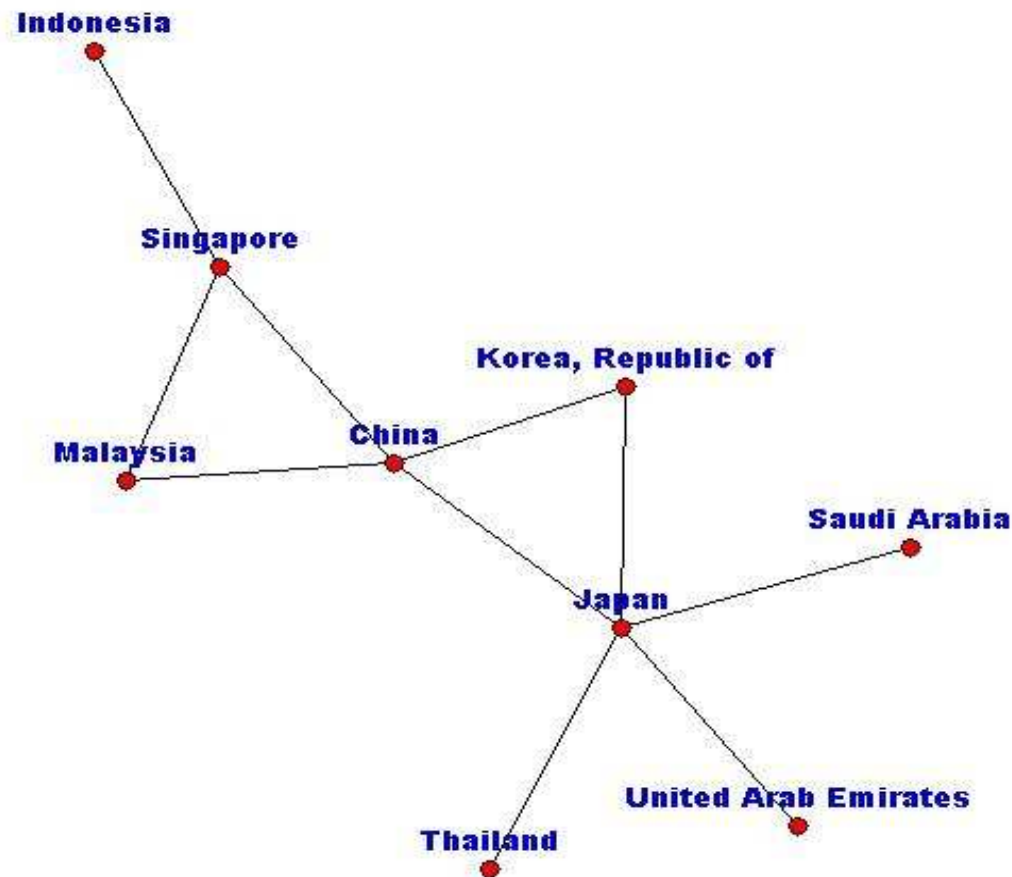 Indonesia
Singapore
Korea, Republic of
China
Malaysia
Saudi Arabia
Japan
United Arab Emirates
Thailand